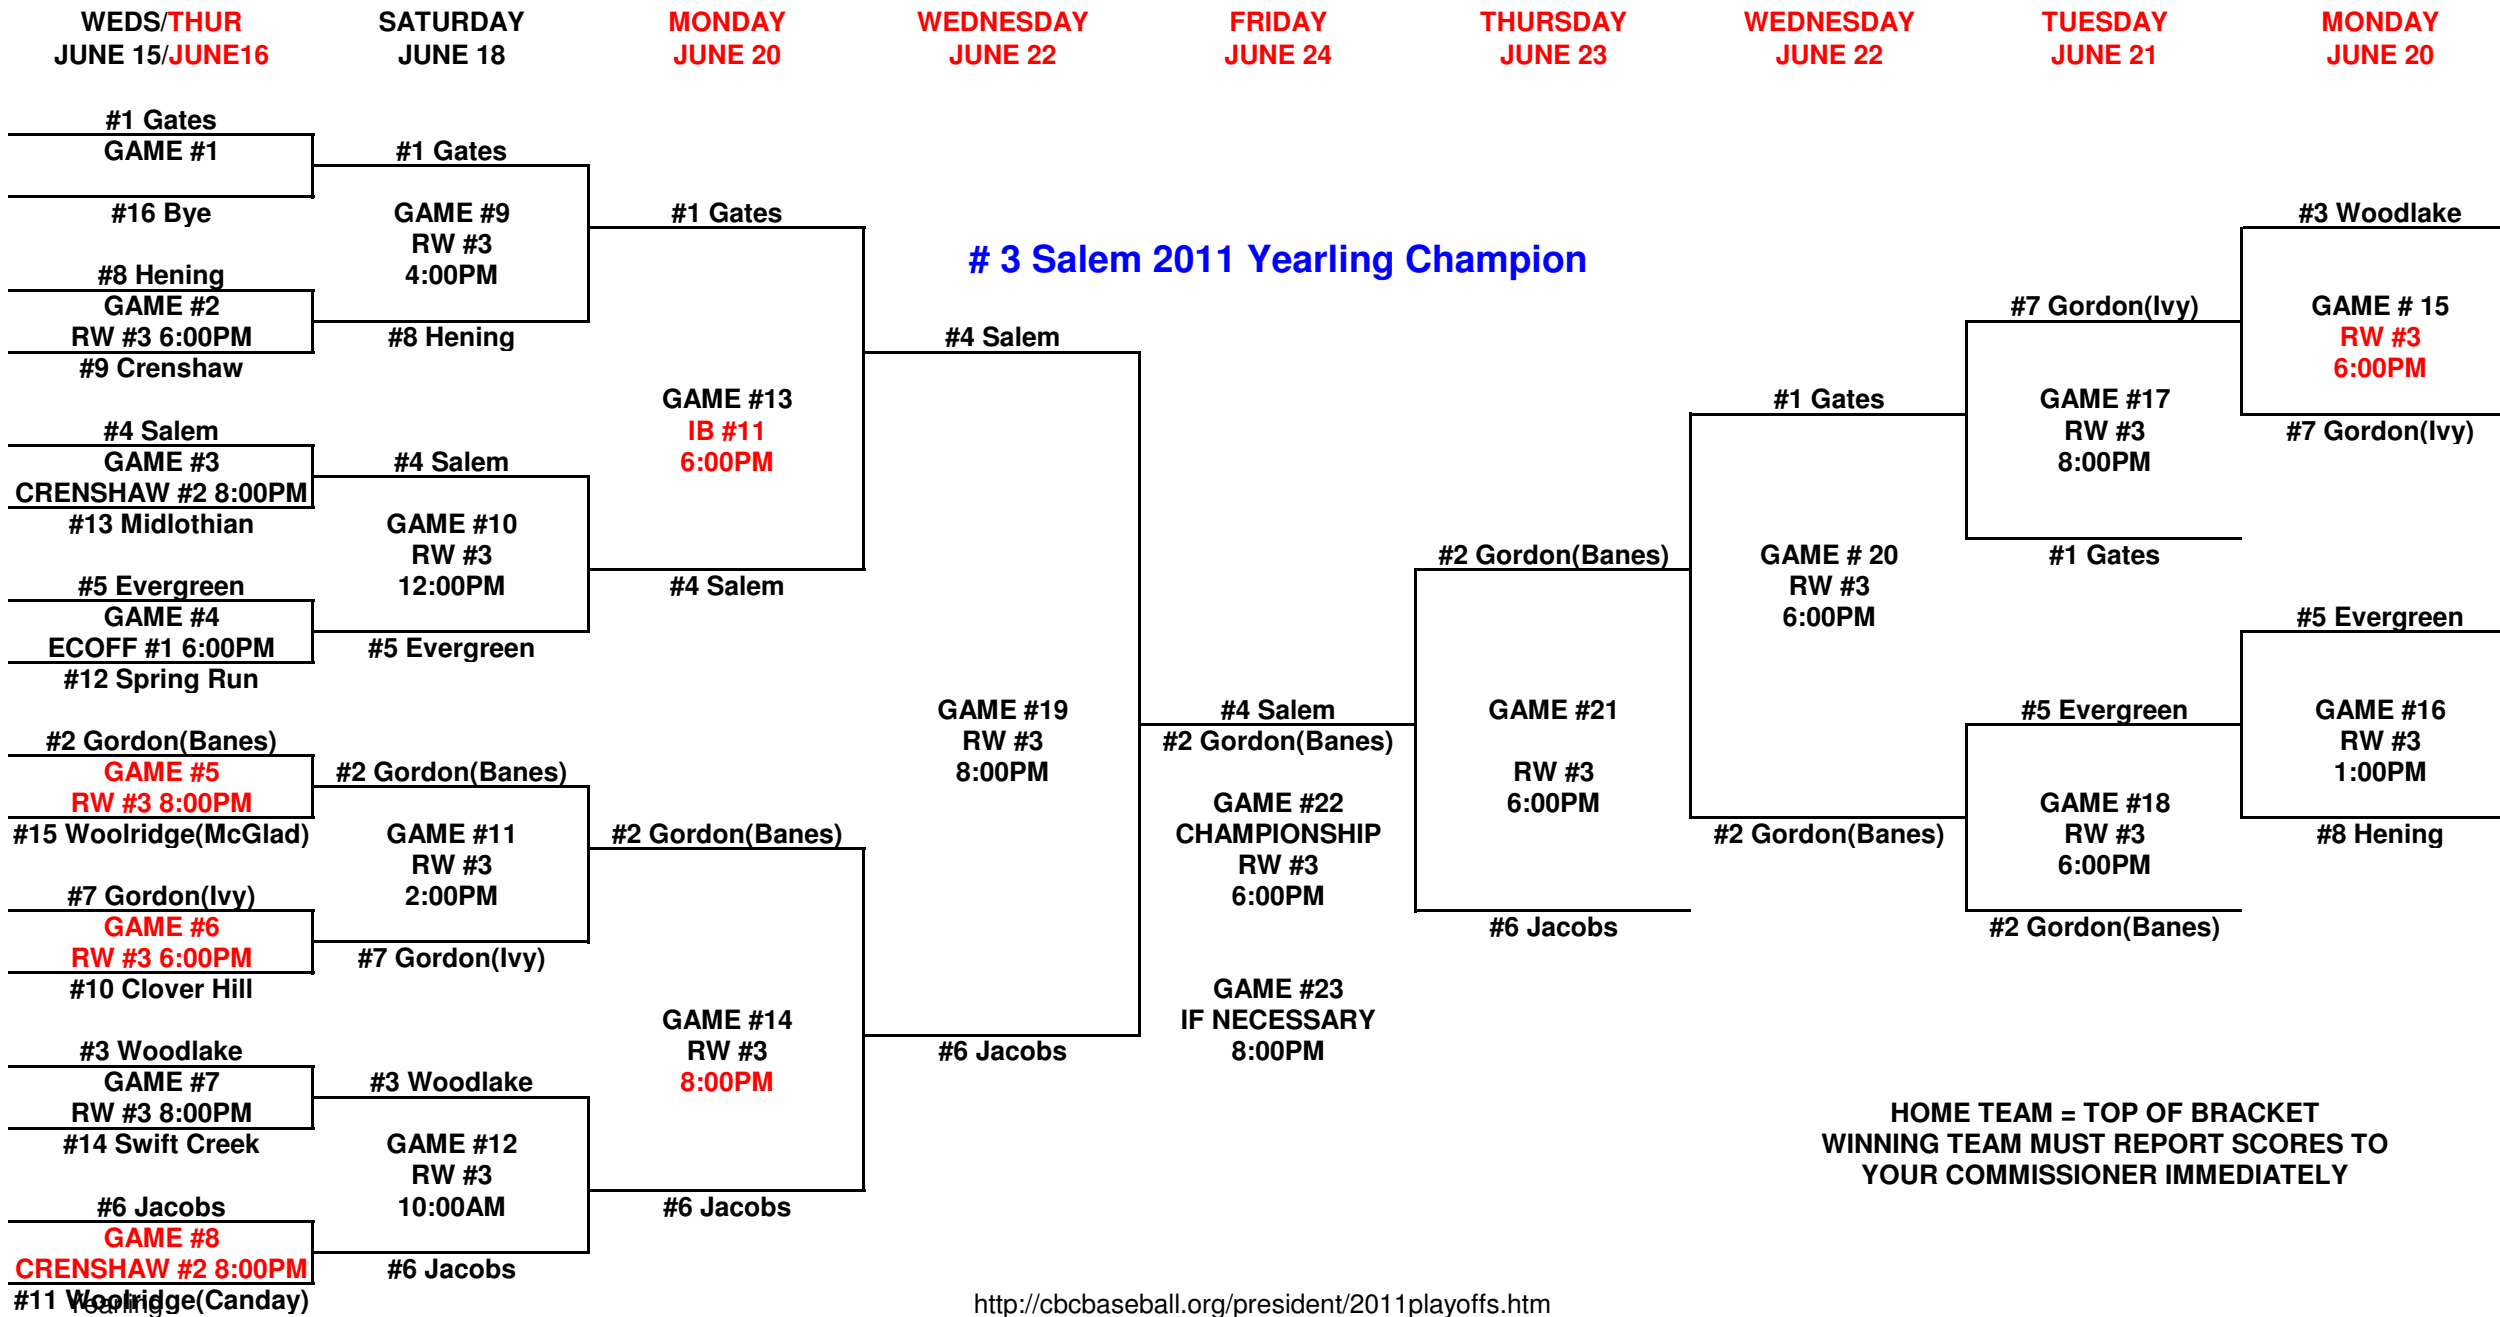 WEDS/THUR
JUNE 15/JUNE16
SATURDAY
JUNE 18
MONDAY
JUNE 20
WEDNESDAY
JUNE 22
FRIDAY
JUNE 24
THURSDAY
JUNE 23
WEDNESDAY
JUNE 22
TUESDAY
JUNE 21
MONDAY
JUNE 20
#1 Gates
GAME #1
#16 Bye
#8 Hening
GAME #2
RW #3 6:00PM
#9 Crenshaw
#4 Salem
GAME #3
CRENSHAW #2 8:00PM
#13 Midlothian
#5 Evergreen
GAME #4
ECOFF #1 6:00PM
#12 Spring Run
#2 Gordon(Banes)
GAME #5
RW #3 8:00PM
#15 Woolridge(McGlad)
#7 Gordon(Ivy)
GAME #6
RW #3 6:00PM
#10 Clover Hill
#3 Woodlake
GAME #7
RW #3 8:00PM
#14 Swift Creek
#6 Jacobs
GAME #8
CRENSHAW #2 8:00PM
#11 Woolridge(Canday)
#1 Gates
GAME #9
RW #3
4:00PM
#8 Hening
#4 Salem
GAME #10
RW #3
12:00PM
#5 Evergreen
#2 Gordon(Banes)
GAME #11
RW #3
2:00PM
#7 Gordon(Ivy)
#3 Woodlake
GAME #12
RW #3
10:00AM
#6 Jacobs
#1 Gates
GAME #13
IB #11
6:00PM
#4 Salem
#2 Gordon(Banes)
GAME #14
RW #3
8:00PM
#6 Jacobs
# 3 Salem 2011 Yearling Champion
#4 Salem
GAME #19
RW #3
8:00PM
#6 Jacobs
#4 Salem
#2 Gordon(Banes)
GAME #22
CHAMPIONSHIP
RW #3
6:00PM
GAME #23
IF NECESSARY
8:00PM
#2 Gordon(Banes)
GAME #21
RW #3
6:00PM
#6 Jacobs
#1 Gates
GAME # 20
RW #3
6:00PM
#2 Gordon(Banes)
#7 Gordon(Ivy)
GAME #17
RW #3
8:00PM
#1 Gates
#5 Evergreen
GAME #18
RW #3
6:00PM
#2 Gordon(Banes)
#3 Woodlake
GAME # 15
RW #3
6:00PM
#7 Gordon(Ivy)
#5 Evergreen
GAME #16
RW #3
1:00PM
#8 Hening
HOME TEAM = TOP OF BRACKET
WINNING TEAM MUST REPORT SCORES TO
YOUR COMMISSIONER IMMEDIATELY
Yearling
http://cbcbaseball.org/president/2011playoffs.htm